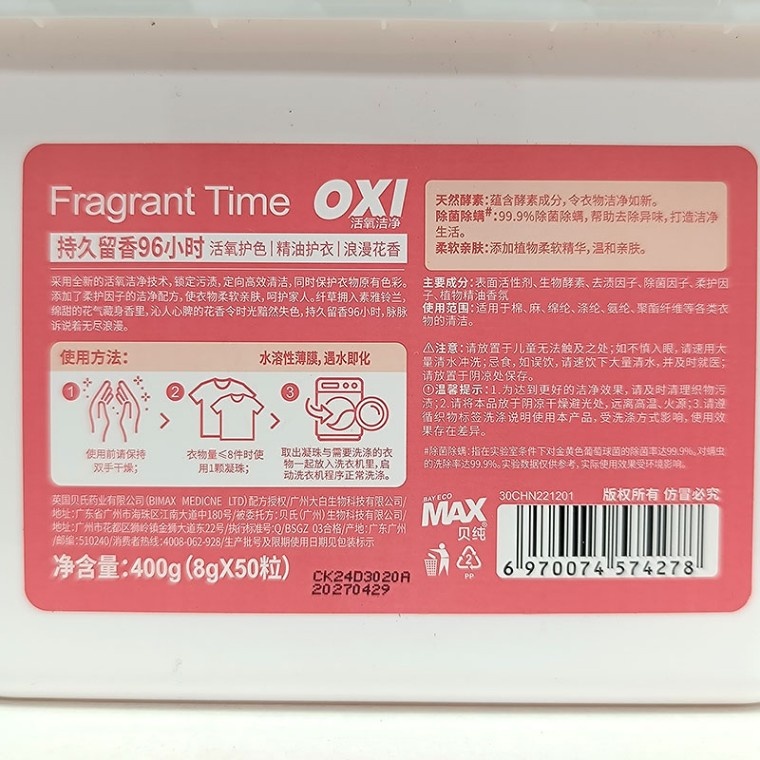 Fragrant Time
OXI
活氧洁净
持久留香96小时 活氧护色|精油护衣|浪漫花香
采用全新的活氧洁净技术,锁定污渍,定向高效清洁,同时保护衣物原有色彩。
添加了柔护因子的洁净配方,使衣物柔软亲肤,呵护家人。纤草拥入素雅铃兰,
绵甜的花气藏身香里,沁人心脾的花香令时光黯然失色,持久留香96小时,脉脉
诉说着无尽浪漫。
使用方法: 水溶性薄膜,遇水即化
1
2
3
使用前请保持
双手干燥;
衣物量≤8件时使
用1颗凝珠;
取出凝珠与需要洗涤的衣
物一起放入洗衣机里,启
动洗衣机程序正常洗涤。
英国贝氏药业有限公司(BIMAX MEDICNE LTD)配方授权/广州大白生物科技有限公司/
地址:广东省广州市海珠区江南大道中180号/被委托方:贝氏(广州)生物科技有限公司/
地址:广州市花都区狮岭镇金狮大道东22号/执行标准号:Q/BSGZ 03合格/产地:广东广州
/邮编:510240/消费者热线:4008-062-928/生产批号及限期使用日期见包装标示
净含量:400g(8gX50粒)
CK24D3020A
20270429
天然酵素:蕴含酵素成分,令衣物洁净如新。
除菌除螨#:99.9%除菌除螨,帮助去除异味,打造洁净
生活。
柔软亲肤:添加植物柔软精华,温和亲肤。
主要成分:表面活性剂、生物酵素、去渍因子、除菌因子、柔护因
子、植物精油香氛
使用范围:适用于棉、麻、绵纶、涤纶、氨纶、聚酯纤维等各类衣
物的清洁。
⚠注意:请放置于儿童无法触及之处;如不慎入眼,请速用大
量清水冲洗;忌食,如误饮,请速饮下大量清水,并及时就医;
请放置于阴凉处保存。
①温馨提示:1.为达到更好的洁净效果,请及时清理织物污
渍;2.请将本品放于阴凉干燥避光处,远离高温、火源;3.请遵
循织物标签洗涤说明使用本产品,受洗涤方式影响,使用效
果存在差异。
#除菌除螨:指在实验室条件下对金黄色葡萄球菌的除菌率达99.9%,对螨虫
的洗除率达99.9%,实验数据仅供参考,实际使用效果受环境影响。
BAY ECO
MAX
贝纯®
PP
2
30CHN221201 版权所有 仿冒必究
6 970074 574278